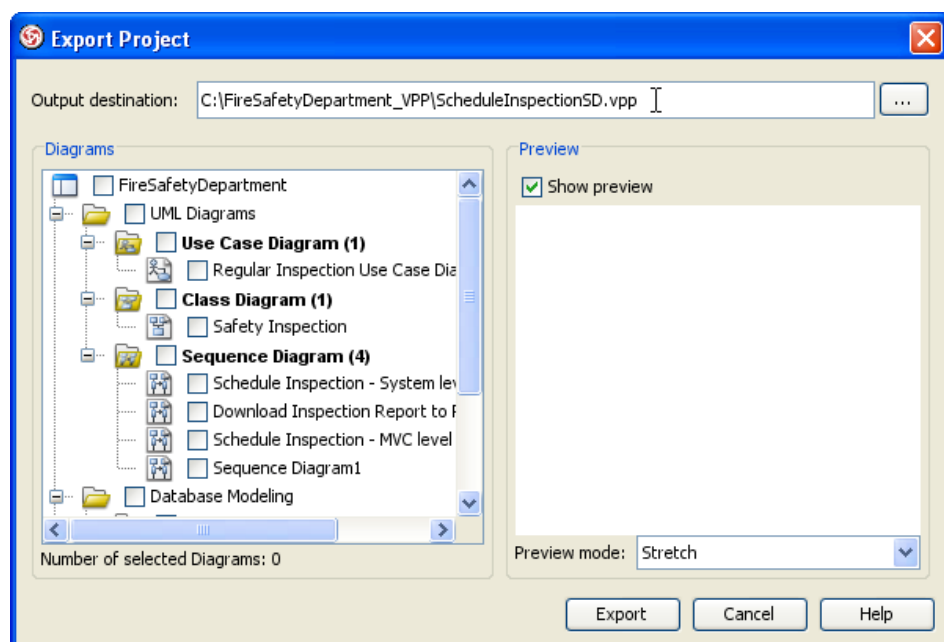 Export Project
Output destination: C:\FireSafetyDepartment_VPP\ScheduleInspectionSD.vpp ...
Diagrams
FireSafetyDepartment
UML Diagrams
Use Case Diagram (1)
Regular Inspection Use Case Dia
Class Diagram (1)
Safety Inspection
Sequence Diagram (4)
Schedule Inspection - System lev
Download Inspection Report to
Schedule Inspection - MVC level
Sequence Diagram1
Database Modeling
Number of selected Diagrams: 0
Preview
Show preview
Preview mode: Stretch
Export Cancel Help